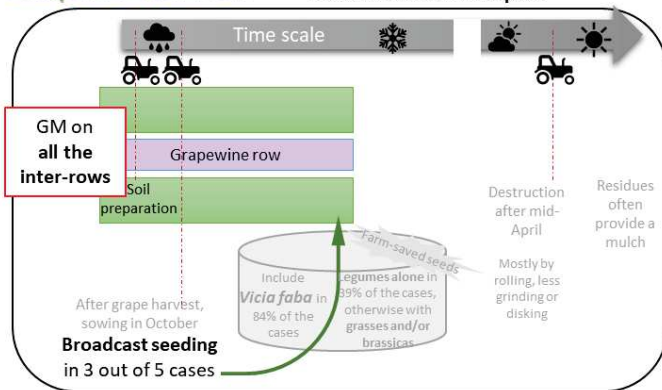 Time scale
GM on
all the
inter-rows
Grapewine row
Soil
preparation
Destruction
after mid-
April
Residues
often
provide a
mulch
Mostly by
rolling, less
grinding or
disking
Farm-saved seeds
Include
Vicia faba in
84% of the
cases
Legumes alone in
39% of the cases,
otherwise with
grasses and/or
brassicas
After grape harvest,
sowing in October
Broadcast seeding
in 3 out of 5 cases